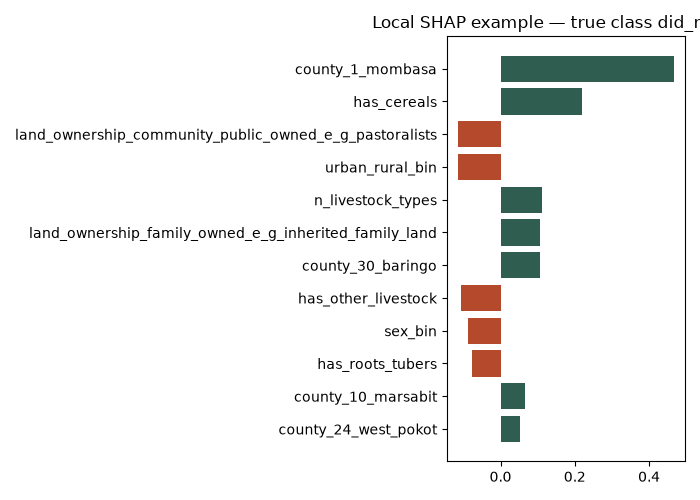 Local SHAP example — true class did_r
county_1_mombasa
has_cereals
land_ownership_community_public_owned_e_g_pastoralists
urban_rural_bin
n_livestock_types
land_ownership_family_owned_e_g_inherited_family_land
county_30_baringo
has_other_livestock
sex_bin
has_roots_tubers
county_10_marsabit
county_24_west_pokot
0.0 0.2 0.4